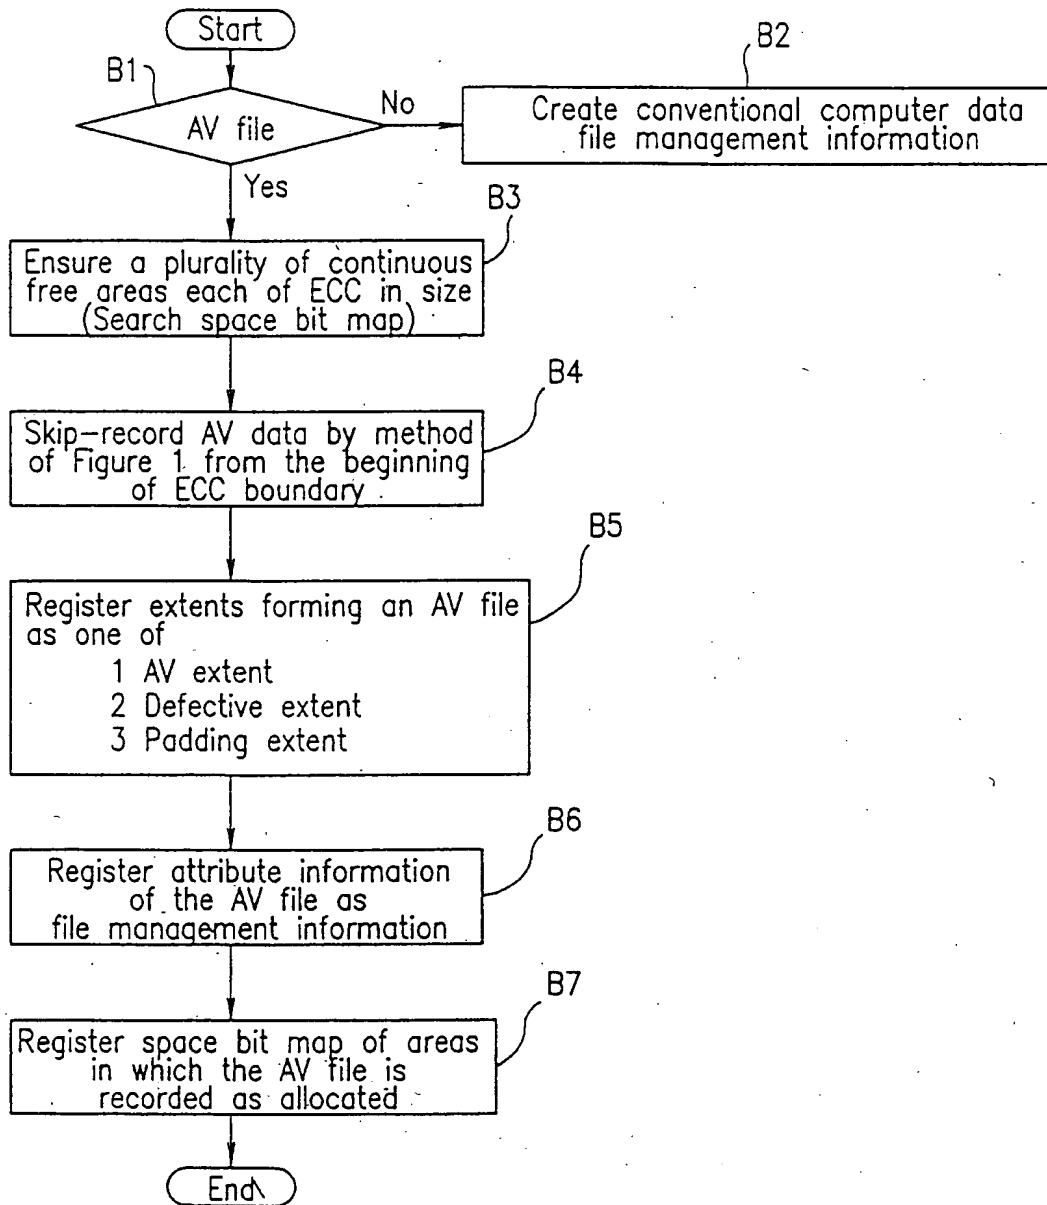 Start
B1
B2
AV file
No
Create conventional computer data
file management information
Yes
B3
Ensure a plurality of continuous
free areas each of ECC in size
(Search space bit map)
B4
Skip-record AV data by method
of Figure 1 from the beginning
of ECC boundary
B5
Register extents forming an AV file
as one of
1 AV extent
2 Defective extent
3 Padding extent
B6
Register attribute information
of the AV file as
file management information
B7
Register space bit map of areas
in which the AV file is
recorded as allocated
End